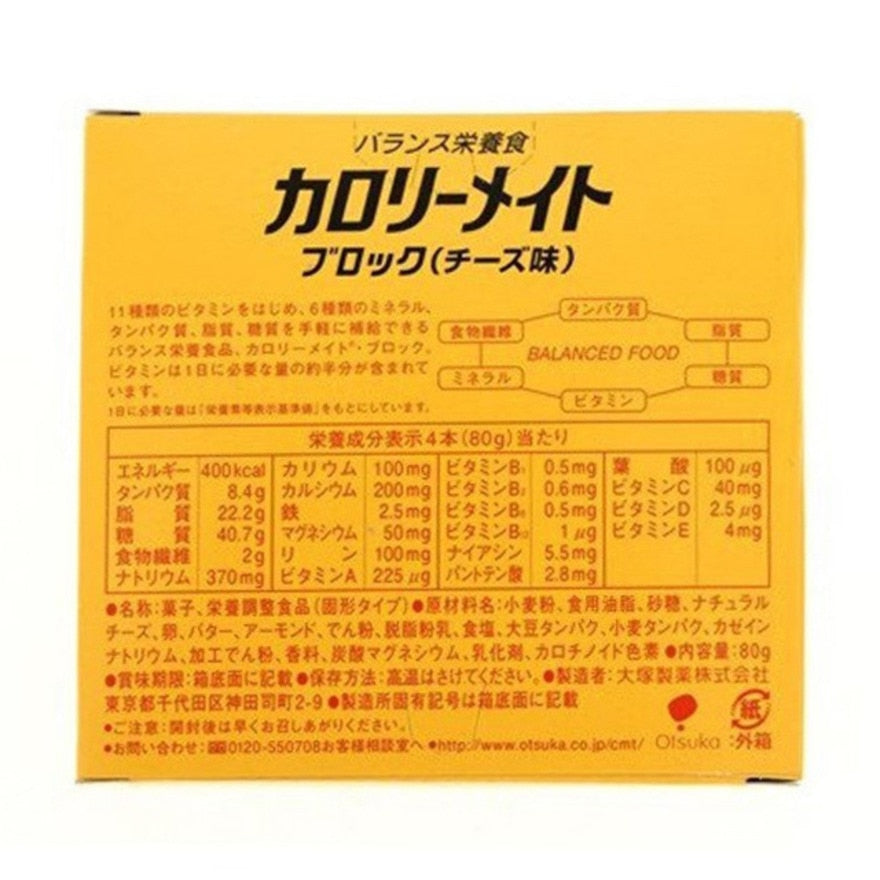 バランス栄養食
カロリーメイト
ブロック(チーズ味)
11種類のビタミンをはじめ、6種類のミネラル、
タンパク質、脂質、糖質を手軽に補給できる
バランス栄養食品、カロリーメイト®・ブロック。
ビタミンは1日に必要な量の約半分が含まれて
います。
1日に必要な量は「栄養素等表示基準値」をもとにしています。
タンパク質
食物繊維 脂質
BALANCED FOOD
ミネラル 糖質
ビタミン
栄養成分表示4本(80g)当たり
エネルギー 400kcal カリウム 100mg ビタミンB₁ 0.5mg 葉酸 100μg
タンパク質 8.4g カルシウム 200mg ビタミンB₂ 0.6mg ビタミンC 40mg
脂質 22.2g 鉄 2.5mg ビタミンB₆ 0.5mg ビタミンD 2.5μg
糖質 40.7g マグネシウム 50mg ビタミンB₁₂ 1μg ビタミンE 4mg
食物繊維 2g リン 100mg ナイアシン 5.5mg
ナトリウム 370mg ビタミンA 225μg パントテン酸 2.8mg
●名称:菓子、栄養調整食品(固形タイプ)●原材料名:小麦粉、食用油脂、砂糖、ナチュラル
チーズ、卵、バター、アーモンド、でん粉、脱脂粉乳、食塩、大豆タンパク、小麦タンパク、カゼイン
ナトリウム、加工でん粉、香料、炭酸マグネシウム、乳化剤、カロチノイド色素●内容量:80g
●賞味期限:箱底面に記載●保存方法:高温はさけてください。●製造者:大塚製薬株式会社
東京都千代田区神田司町2-9●製造所固有記号は箱底面に記載
●ご注意:開封後は早くお召しあがりください。
●お問い合わせ:0120-550708お客様相談室へ●http://www.otsuka.co.jp/cmt/
Otsuka
紙
:外箱